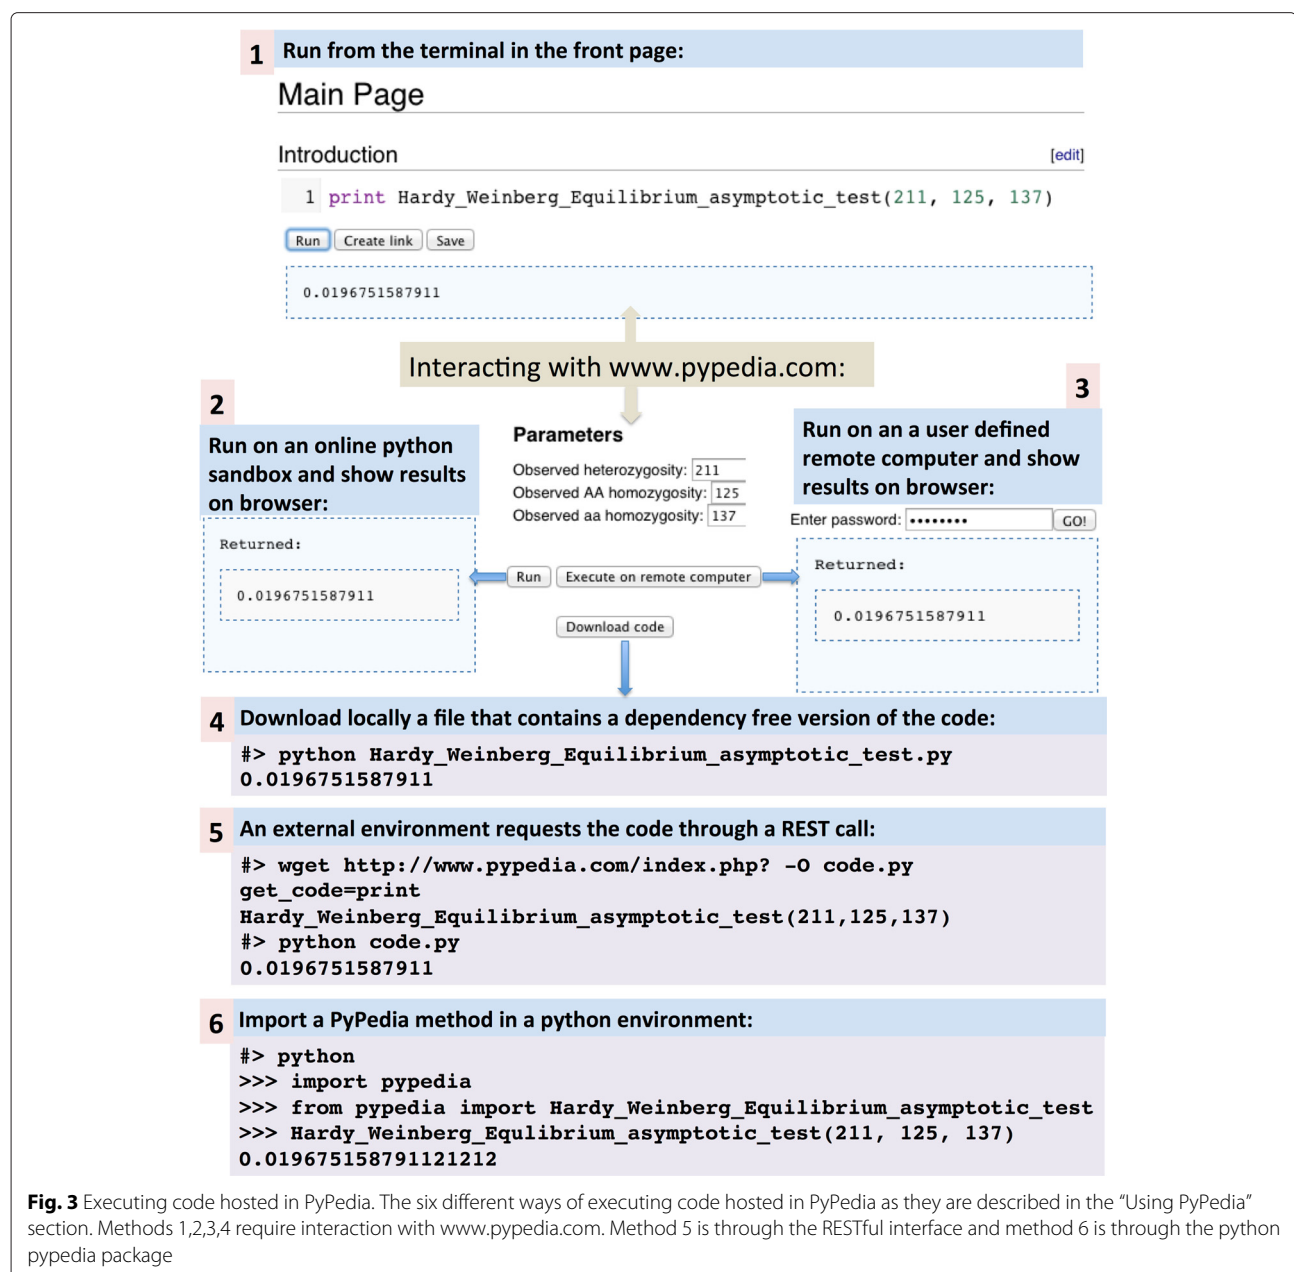 1 Run from the terminal in the front page:
Main Page
Introduction [edit]
1 print Hardy_Weinberg_Equilibrium_asymptotic_test(211, 125, 137)
Run Create link Save
0.0196751587911
Interacting with www.pypedia.com:
2
Run on an online python
sandbox and show results
on browser:
Returned:
0.0196751587911
Parameters
Observed heterozygosity: 211
Observed AA homozygosity: 125
Observed aa homozygosity: 137
Run Execute on remote computer
Download code
3
Run on an a user defined
remote computer and show
results on browser:
Enter password: •••••••• GO!
Returned:
0.0196751587911
4 Download locally a file that contains a dependency free version of the code:
#> python Hardy_Weinberg_Equilibrium_asymptotic_test.py
0.0196751587911
5 An external environment requests the code through a REST call:
#> wget http://www.pypedia.com/index.php? -O code.py
get_code=print
Hardy_Weinberg_Equilibrium_asymptotic_test(211,125,137)
#> python code.py
0.0196751587911
6 Import a PyPedia method in a python environment:
#> python
>>> import pypedia
>>> from pypedia import Hardy_Weinberg_Equilibrium_asymptotic_test
>>> Hardy_Weinberg_Equlibrium_asymptotic_test(211, 125, 137)
0.019675158791121212
Fig. 3 Executing code hosted in PyPedia. The six different ways of executing code hosted in PyPedia as they are described in the “Using PyPedia”
section. Methods 1,2,3,4 require interaction with www.pypedia.com. Method 5 is through the RESTful interface and method 6 is through the python
pypedia package